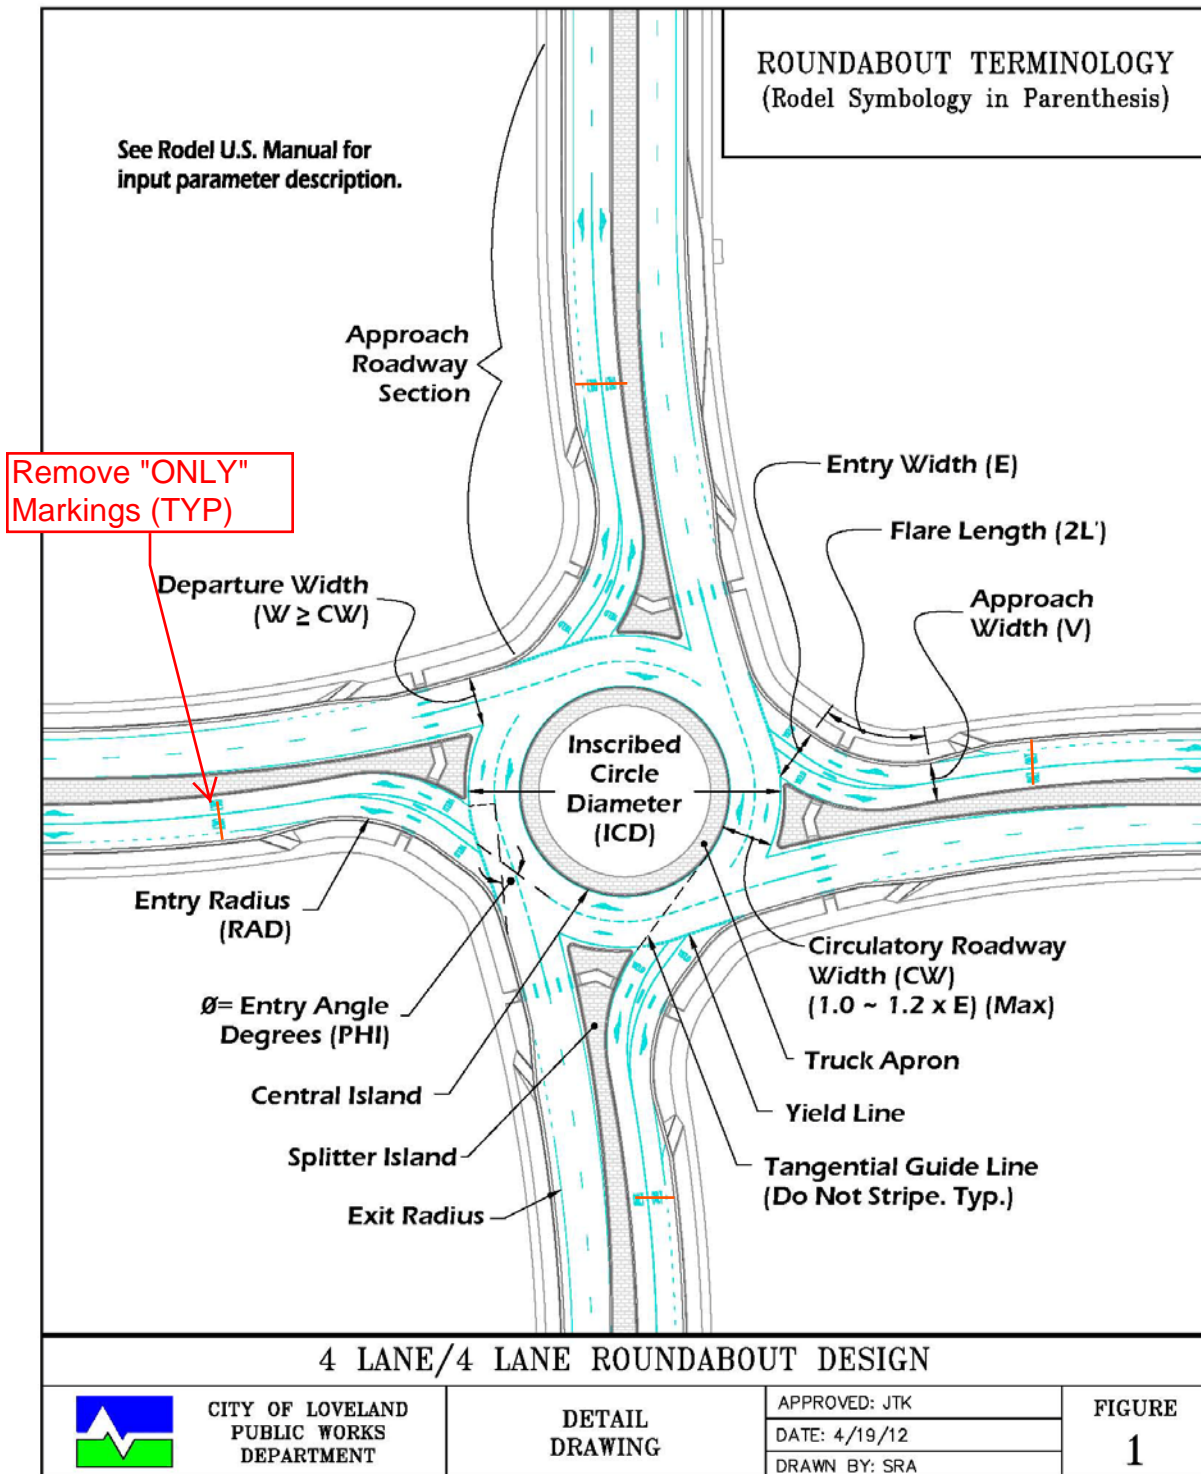 ROUNDABOUT TERMINOLOGY
(Rodel Symbology in Parenthesis)
See Rodel U.S. Manual for
input parameter description.
Approach
Roadway
Section
Remove "ONLY"
Markings (TYP)
Entry Width (E)
Flare Length (2L')
Departure Width
(W ≥ CW)
Approach
Width (V)
Inscribed
Circle
Diameter
(ICD)
Entry Radius
(RAD)
Circulatory Roadway
Width (CW)
(1.0 ~ 1.2 x E) (Max)
Ø= Entry Angle
Degrees (PHI)
Truck Apron
Central Island
Yield Line
Splitter Island
Tangential Guide Line
(Do Not Stripe. Typ.)
Exit Radius
4 LANE/4 LANE ROUNDABOUT DESIGN
CITY OF LOVELAND
PUBLIC WORKS
DEPARTMENT
DETAIL
DRAWING
APPROVED: JTK
DATE: 4/19/12
DRAWN BY: SRA
FIGURE
1